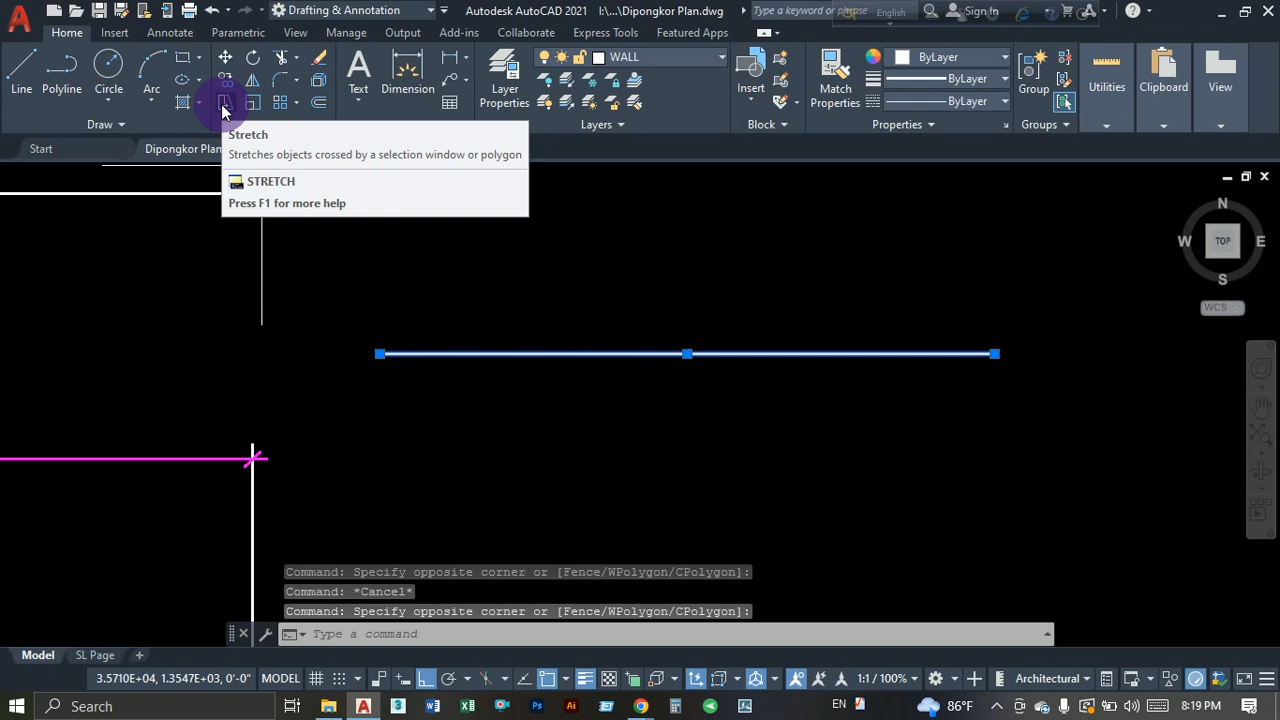 Drafting & Annotation
Autodesk AutoCAD 2021 I:\...\Dipongkor Plan.dwg
Type a keyword or phrase
English
Sign In
Home Insert Annotate Parametric View Manage Output Add-ins Collaborate Express Tools Featured Apps
Line Polyline Circle Arc
Text Dimension
Layer
Properties
WALL
Insert
Match
Properties
ByLayer
ByLayer
ByLayer
Group
Utilities Clipboard View
Draw Layers Block Properties Groups
Start Dipongkor Plan
Stretch
Stretches objects crossed by a selection window or polygon
STRETCH
Press F1 for more help
N
W TOP E
S
WCS
Command: Specify opposite corner or [Fence/WPolygon/CPolygon]:
Command: *Cancel*
Command: Specify opposite corner or [Fence/WPolygon/CPolygon]:
Type a command
Model SL Page
3.5710E+04, 1.3547E+03, 0'-0" MODEL 1:1 / 100% Architectural
Search EN 86°F 8:19 PM